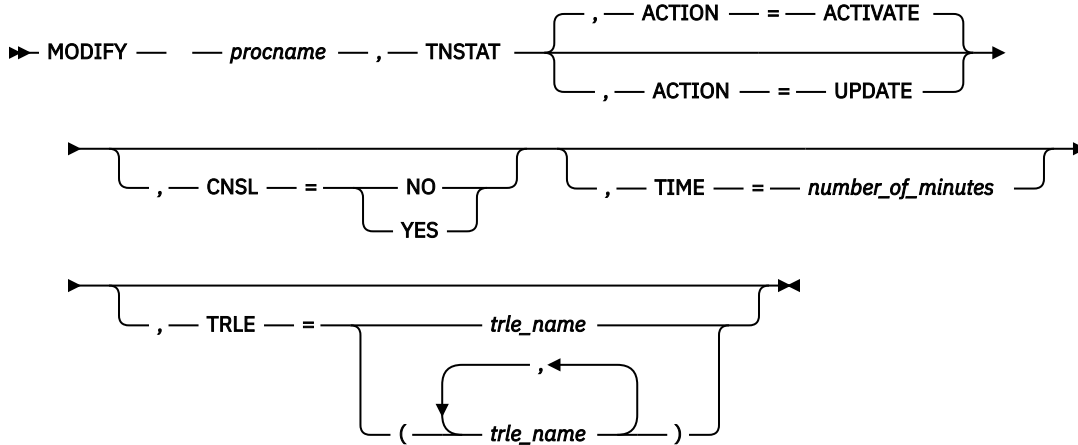 , ACTION = ACTIVATE
MODIFY procname , TNSTAT
, ACTION = UPDATE
, CNSL = NO , TIME = number_of_minutes
YES
, TRLE = trle_name
,
( trle_name )